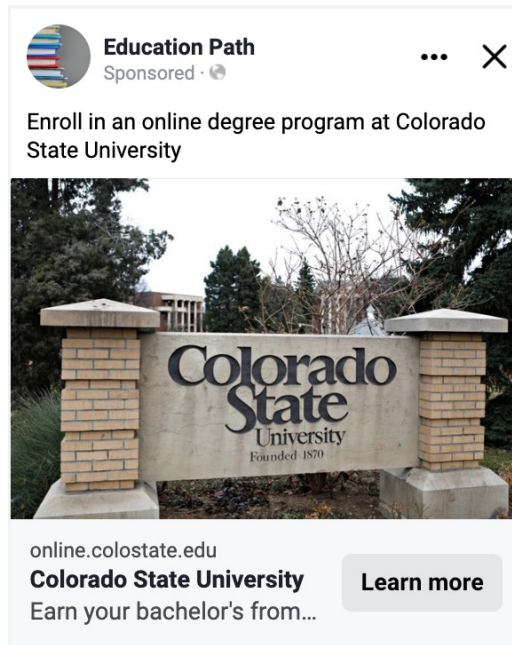 Education Path
Sponsored ·
Enroll in an online degree program at Colorado
State University
Colorado
State
University
Founded 1870
online.colostate.edu
Colorado State University
Earn your bachelor's from...
Learn more